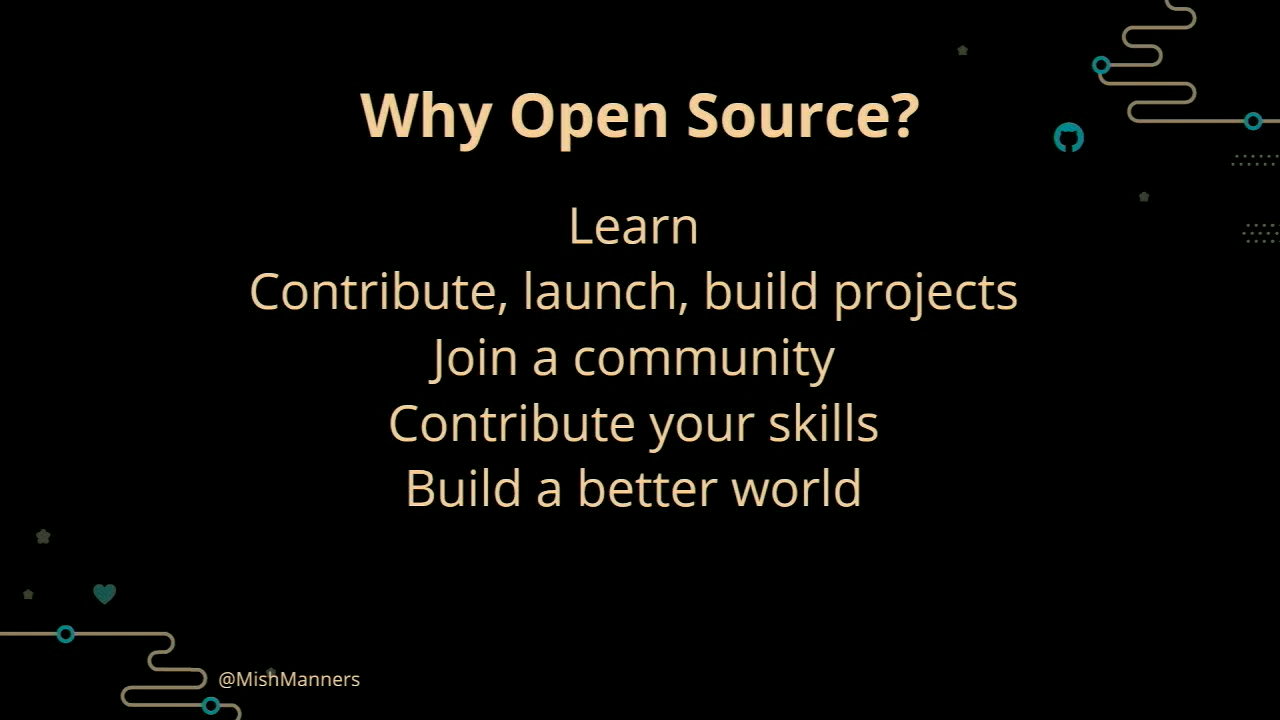 Why Open Source?
Learn
Contribute, launch, build projects
Join a community
Contribute your skills
Build a better world
@MishManners